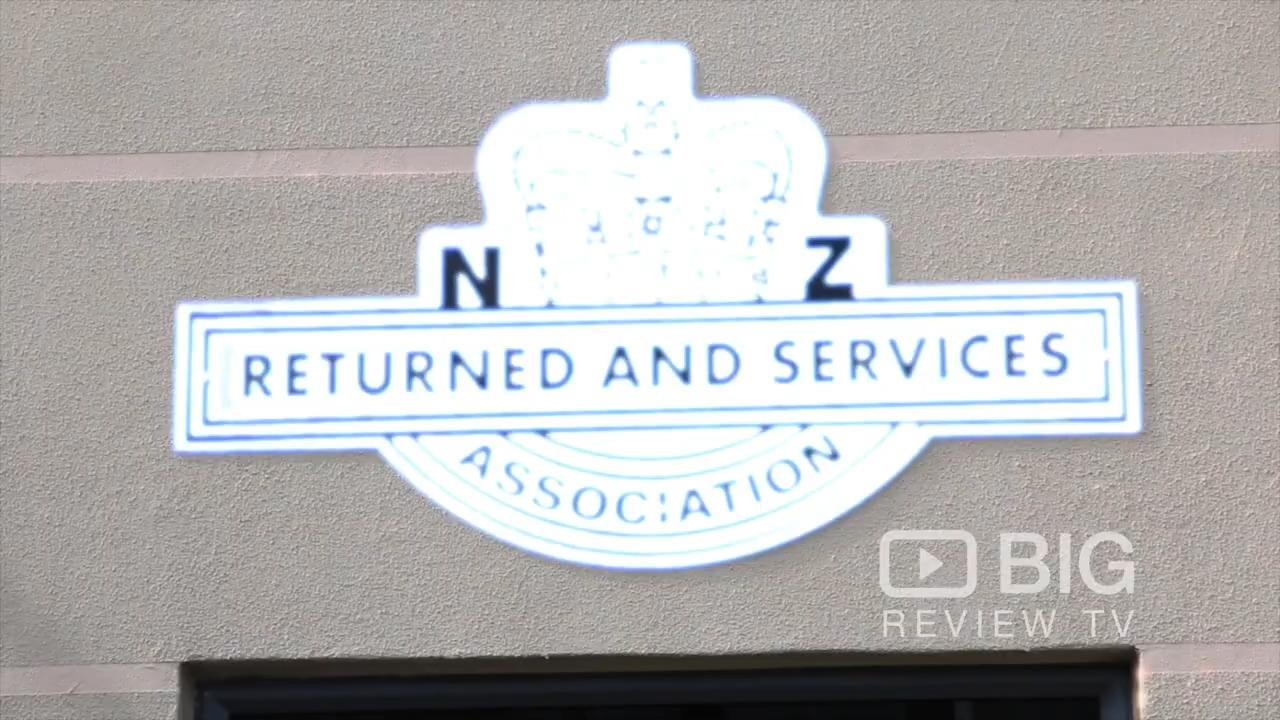 N Z
RETURNED AND SERVICES
ASSOCIATION
BIG
REVIEW TV